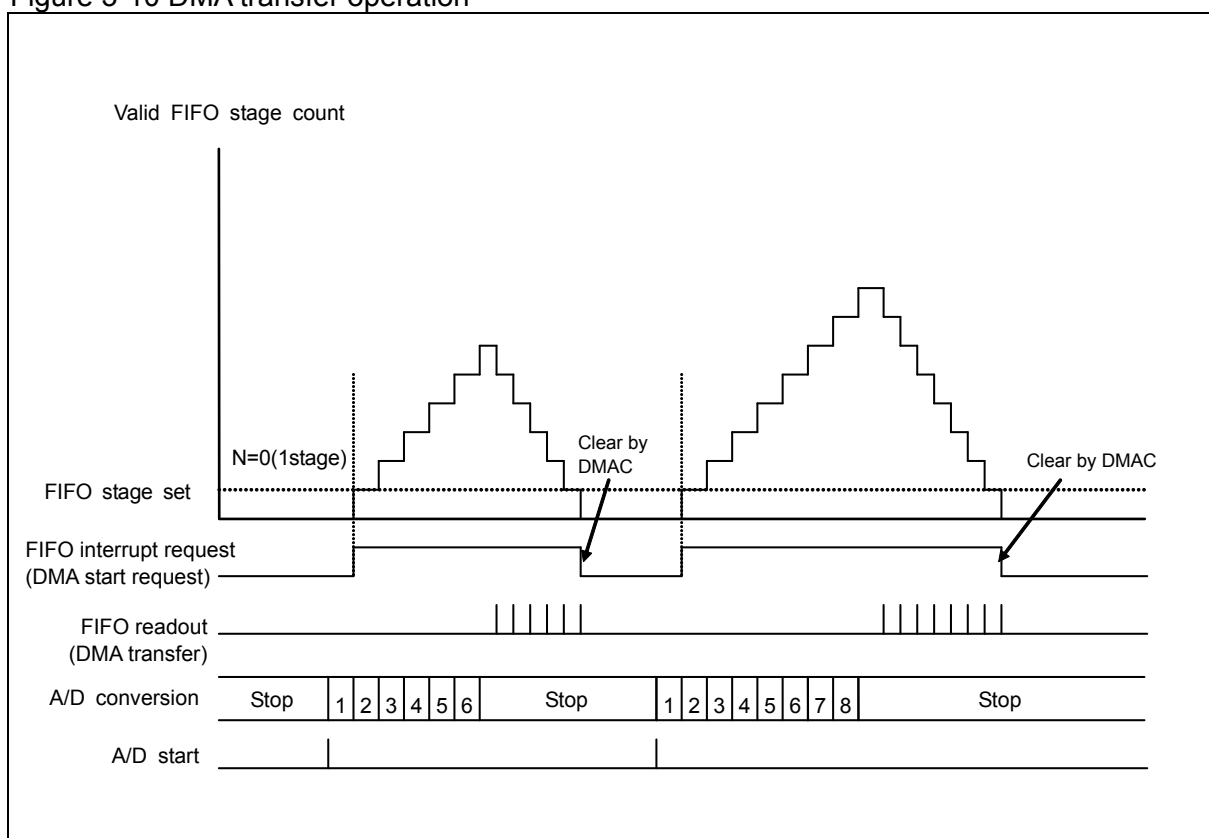 Figure 3-10 DMA transfer operation
Valid FIFO stage count
N=0(1stage)
Clear by
DMAC
Clear by DMAC
FIFO stage set
FIFO interrupt request
(DMA start request)
FIFO readout
(DMA transfer)
A/D conversion Stop 1 2 3 4 5 6 Stop 1 2 3 4 5 6 7 8 Stop
A/D start